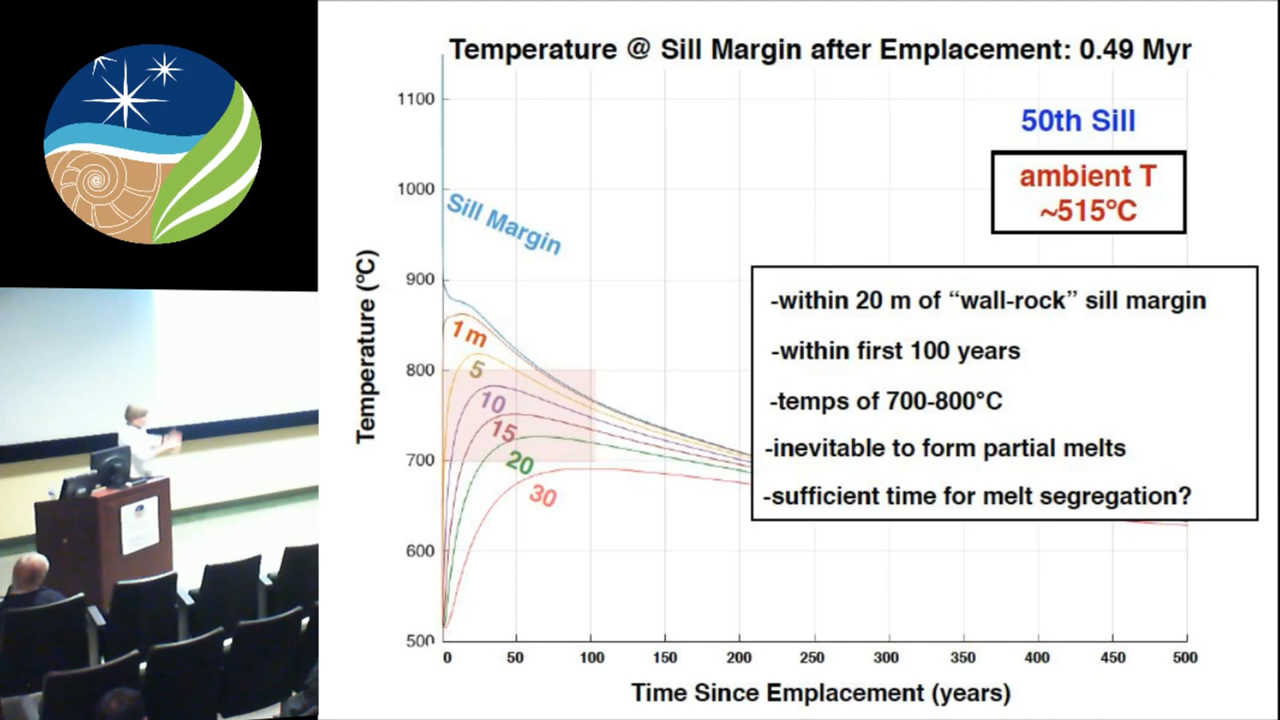 Temperature @ Sill Margin after Emplacement: 0.49 Myr
50th Sill
ambient T
~515°C
Temperature (°C)
1100
1000
900
800
700
600
500
Sill Margin
1 m
5
10
15
20
30
-within 20 m of “wall-rock” sill margin
-within first 100 years
-temps of 700-800°C
-inevitable to form partial melts
-sufficient time for melt segregation?
0 50 100 150 200 250 300 350 400 450 500
Time Since Emplacement (years)